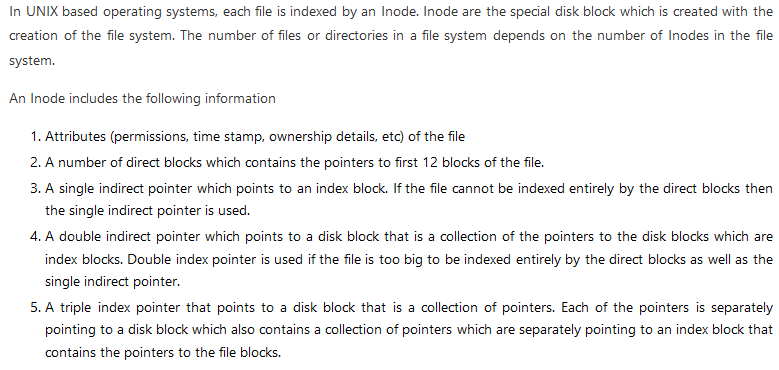 In UNIX based operating systems, each file is indexed by an Inode. Inode are the special disk block which is created with the
creation of the file system. The number of files or directories in a file system depends on the number of Inodes in the file
system.
An Inode includes the following information
1. Attributes (permissions, time stamp, ownership details, etc) of the file
2. A number of direct blocks which contains the pointers to first 12 blocks of the file.
3. A single indirect pointer which points to an index block. If the file cannot be indexed entirely by the direct blocks then
the single indirect pointer is used.
4. A double indirect pointer which points to a disk block that is a collection of the pointers to the disk blocks which are
index blocks. Double index pointer is used if the file is too big to be indexed entirely by the direct blocks as well as the
single indirect pointer.
5. A triple index pointer that points to a disk block that is a collection of pointers. Each of the pointers is separately
pointing to a disk block which also contains a collection of pointers which are separately pointing to an index block that
contains the pointers to the file blocks.